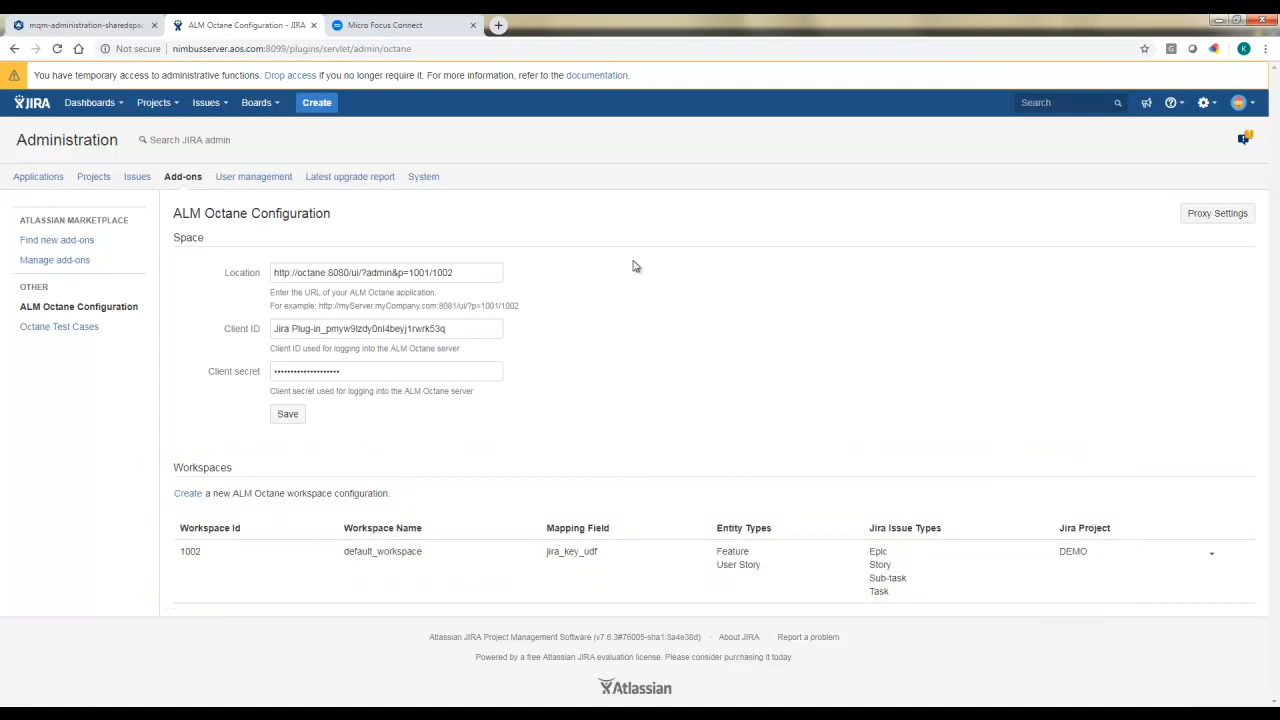 mqm-administration-sharedspac
ALM Octane Configuration - JIRA
Micro Focus Connect
Not secure
nimbusserver.aos.com:8099/plugins/servlet/admin/octane
G
K
You have temporary access to administrative functions. Drop access if you no longer require it. For more information, refer to the documentation.
JIRA
Dashboards
Projects
Issues
Boards
Create
Search
Administration
Search JIRA admin
Applications
Projects
Issues
Add-ons
User management
Latest upgrade report
System
ATLASSIAN MARKETPLACE
Find new add-ons
Manage add-ons
OTHER
ALM Octane Configuration
Octane Test Cases
ALM Octane Configuration
Proxy Settings
Space
Location
http://octane:8080/ui/?admin&p=1001/1002
Enter the URL of your ALM Octane application.
For example: http://myServer.myCompany.com:8081/ui/?p=1001/1002
Client ID
Jira Plug-in_pmyw9lzdy0nl4beyj1rwrk53q
Client ID used for logging into the ALM Octane server
Client secret
••••••••••••••••••••
Client secret used for logging into the ALM Octane server
Save
Workspaces
Create a new ALM Octane workspace configuration.
Workspace Id Workspace Name Mapping Field Entity Types Jira Issue Types Jira Project
1002 default_workspace jira_key_udf Feature Epic DEMO
User Story Story
Sub-task
Task
Atlassian JIRA Project Management Software (v7.6.3#76005-sha1:8a4e38d) · About JIRA · Report a problem
Powered by a free Atlassian JIRA evaluation license. Please consider purchasing it today.
Atlassian